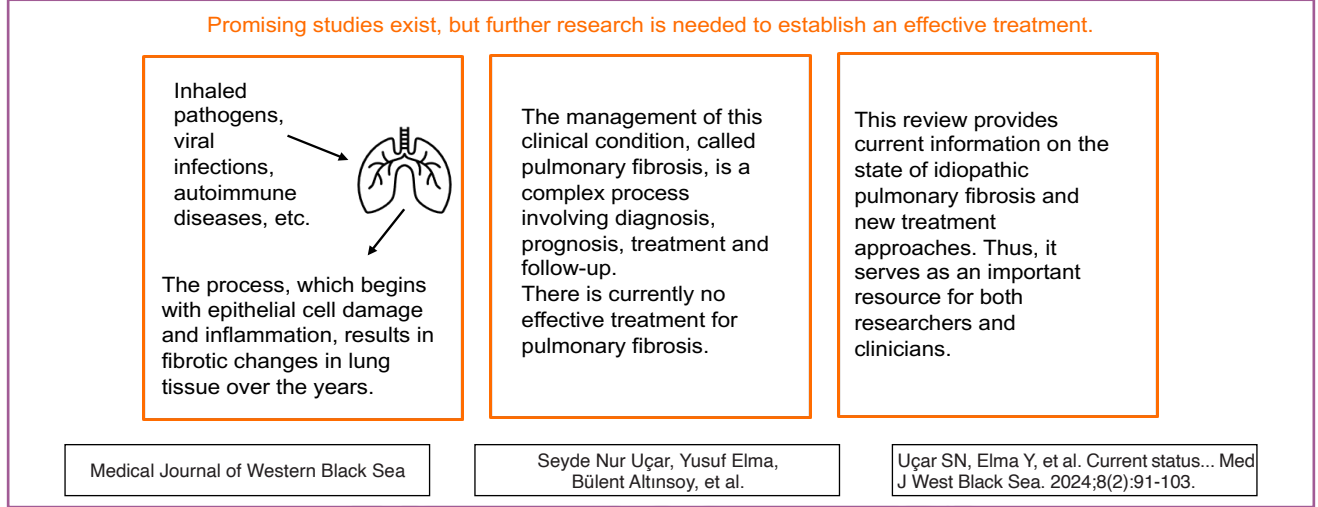 Promising studies exist, but further research is needed to establish an effective treatment.
Inhaled
pathogens,
viral
infections,
autoimmune
diseases, etc.
The process, which begins
with epithelial cell damage
and inflammation, results in
fibrotic changes in lung
tissue over the years.
The management of this
clinical condition, called
pulmonary fibrosis, is a
complex process
involving diagnosis,
prognosis, treatment and
follow-up.
There is currently no
effective treatment for
pulmonary fibrosis.
This review provides
current information on the
state of idiopathic
pulmonary fibrosis and
new treatment
approaches. Thus, it
serves as an important
resource for both
researchers and
clinicians.
Medical Journal of Western Black Sea
Seyde Nur Uçar, Yusuf Elma,
Bülent Altınsoy, et al.
Uçar SN, Elma Y, et al. Current status... Med
J West Black Sea. 2024;8(2):91-103.